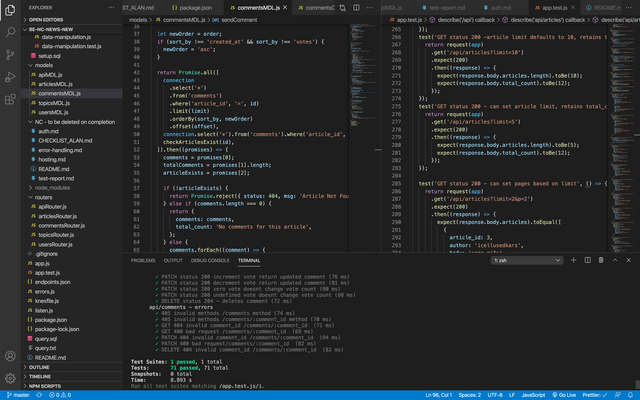 EXPLORER
OPEN EDITORS
BE-NC-NEWS-NEW
data-manipulation.js
data-manipulation.test.js
setup.sql
models
apiMDL.js
articlesMDL.js
commentsMDL.js
topicsMDL.js
usersMDL.js
NC - to be deleted on completion
auth.md
CHECKLIST_ALAN.md
error-handling.md
hosting.md
README.md
test-report.md
node_modules
routers
apiRouter.js
articlesRouter.js
commentsRouter.js
topicsRouter.js
usersRouter.js
.gitignore
app.js
app.test.js
endpoints.json
errors.js
knexfile.js
listen.js
package.json
package-lock.json
query.sql
query.txt
README.md
OUTLINE
TIMELINE
NPM SCRIPTS
IST_ALAN.md
package.json
commentsMDL.js
models > commentsMDL.js > sendComment
36
37 let newOrder = order;
38 if (sort_by !== 'created_at' && sort_by !== 'votes') {
39 newOrder = 'asc';
40 }
41
42 return Promise.all([
43 connection
44 .select('*')
45 .from('comments')
46 .where('article_id', '=', id)
47 .limit(limit)
48 .orderBy(sort_by, newOrder)
49 .offset(offset),
50 connection.select('*').from('comments').where('article_id',
51 checkArticleExists(id),
52 ]).then((promises) => {
53 comments = promises[0];
54 totalComments = promises[1].length;
55 articleExists = promises[2];
56
57 if (!articleExists) {
58 return Promise.reject({ status: 404, msg: 'Article Not Fou
59 } else if (comments.length === 0) {
60 return {
61 comments: comments,
62 total_count: 'No comments for this article',
63 };
64 } else {
65 comments.forEach((comment) => {
test-report.md
auth.md
app.test.js
README.md
app.test.js > describe('/api') callback > describe('api/articles') callback
265 });
266 test('GET status 200 -article limit defaults to 10, retains t
267 return request(app)
268 .get('/api/articles?limit=10')
269 .expect(200)
270 .then((response) => {
271 expect(response.body.articles.length).toBe(10);
272 expect(response.body.total_count).toBe(12);
273 });
274 });
275 test('GET status 200 - can set article limit, retains total_c
276 return request(app)
277 .get('/api/articles?limit=5')
278 .expect(200)
279 .then((response) => {
280 expect(response.body.articles.length).toBe(5);
281 expect(response.body.total_count).toBe(12);
282 });
283 });
284
285 test('GET status 200 - can set pages based on limit', () => {
286 return request(app)
287 .get('/api/articles?limit=2&p=2')
288 .expect(200)
289 .then((response) => {
290 expect(response.body.articles).toEqual([
291 {
292 article_id: 3,
293 author: 'icellusedkars',
PROBLEMS
OUTPUT
DEBUG CONSOLE
TERMINAL
1: zsh
✓ PATCH status 200 increment vote return updated comment (76 ms)
✓ PATCH status 200 decrement vote return updated comment (81 ms)
✓ PATCH status 200 zero vote doesnt change vote count (80 ms)
✓ PATCH status 200 undefined vote doesnt change vote count (68 ms)
✓ DELETE status 204 - deletes comment (72 ms)
api/comments - errors
✓ 405 invalid methods /comments method (74 ms)
✓ 405 invalid methods /comments/:comment_id method (70 ms)
✓ GET 404 invalid comment_id /comments/:comment_id (71 ms)
✓ GET 400 bad request /comments/:comment_id (69 ms)
✓ PATCH 404 invalid comment_id /comments/:comment_id (94 ms)
✓ PATCH 400 bad request/comments/:comment_id (82 ms)
✓ DELETE 404 invalid comment_id /comments/:comment_id (82 ms)
Test Suites: 1 passed, 1 total
Tests: 71 passed, 71 total
Snapshots: 0 total
Time: 8.893 s
Ran all test suites matching /app.test.js/i.
master
0
0
Ln 96, Col 1
Spaces: 2
UTF-8
LF
JavaScript
Go Live
Prettier: ✓